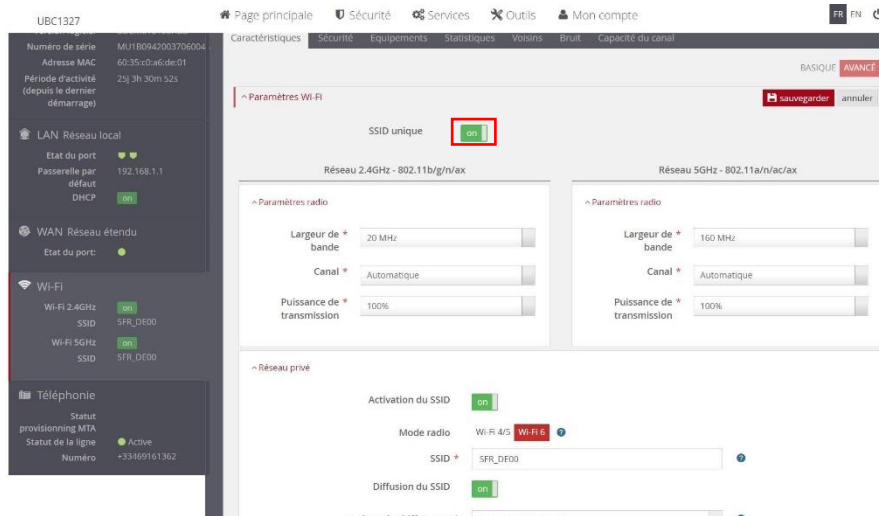 UBC1327
Page principale Sécurité Services Outils Mon compte FR EN
Numéro de série MU1B0942003706004
Adresse MAC 60:35:c0:a6:de:01
Période d'activité 25j 3h 30m 52s
(depuis le dernier
démarrage)
LAN Réseau local
Etat du port
Passerelle par 192.168.1.1
défaut
DHCP on
WAN Réseau étendu
Etat du port:
Wi-Fi
Wi-Fi 2.4GHz on
SSID SFR_DE00
Wi-Fi 5GHz on
SSID SFR_DE00
Téléphonie
Statut
provisionning MTA
Statut de la ligne Active
Numéro +33469161362
Caractéristiques Sécurité Equipements Statistiques Voisins Bruit Capacité du canal
BASIQUE AVANCÉ
Paramètres Wi-Fi sauvegarder annuler
SSID unique on
Réseau 2.4GHz - 802.11b/g/n/ax
Paramètres radio
Largeur de * 20 MHz
bande
Canal * Automatique
Puissance de * 100%
transmission
Réseau 5GHz - 802.11a/n/ac/ax
Paramètres radio
Largeur de * 160 MHz
bande
Canal * Automatique
Puissance de * 100%
transmission
Réseau privé
Activation du SSID on
Mode radio Wi-Fi 4/5 Wi-Fi 6 ?
SSID * SFR_DE00 ?
Diffusion du SSID on